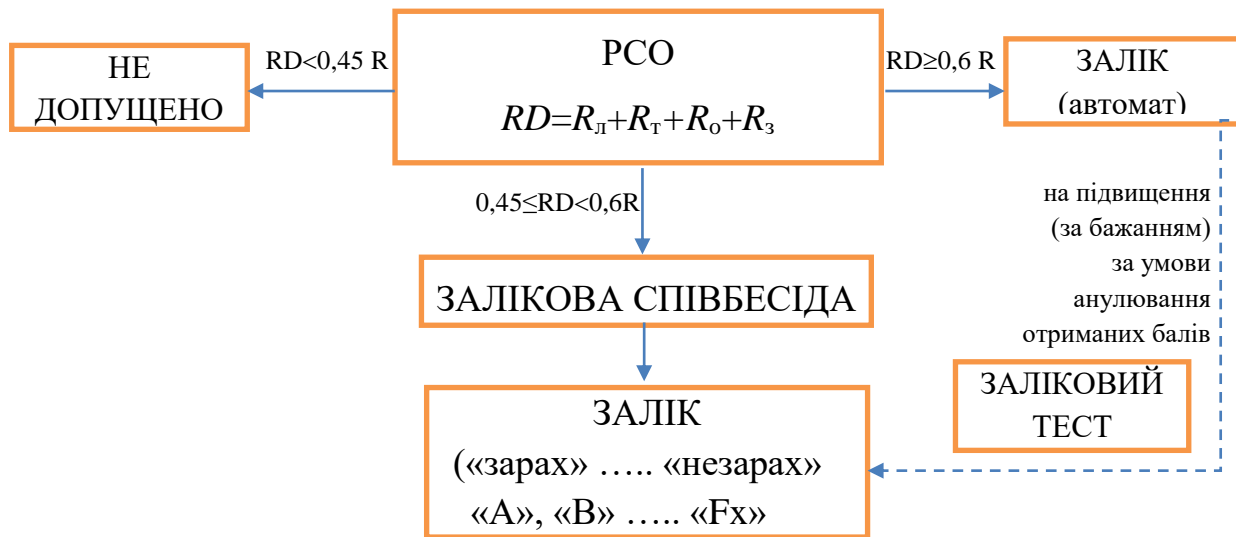 РСО
RD=Rл+Rт+Rо+Rз
RD<0,45 R
НЕ
ДОПУЩЕНО
RD≥0,6 R
ЗАЛІК
(автомат)
0,45≤RD<0,6R
на підвищення
(за бажанням)
за умови
анулювання
отриманих балів
ЗАЛІКОВА СПІВБЕСІДА
ЗАЛІКОВИЙ
ТЕСТ
ЗАЛІК
(«зарах» ….. «незарах»
«A», «B» ….. «Fx»